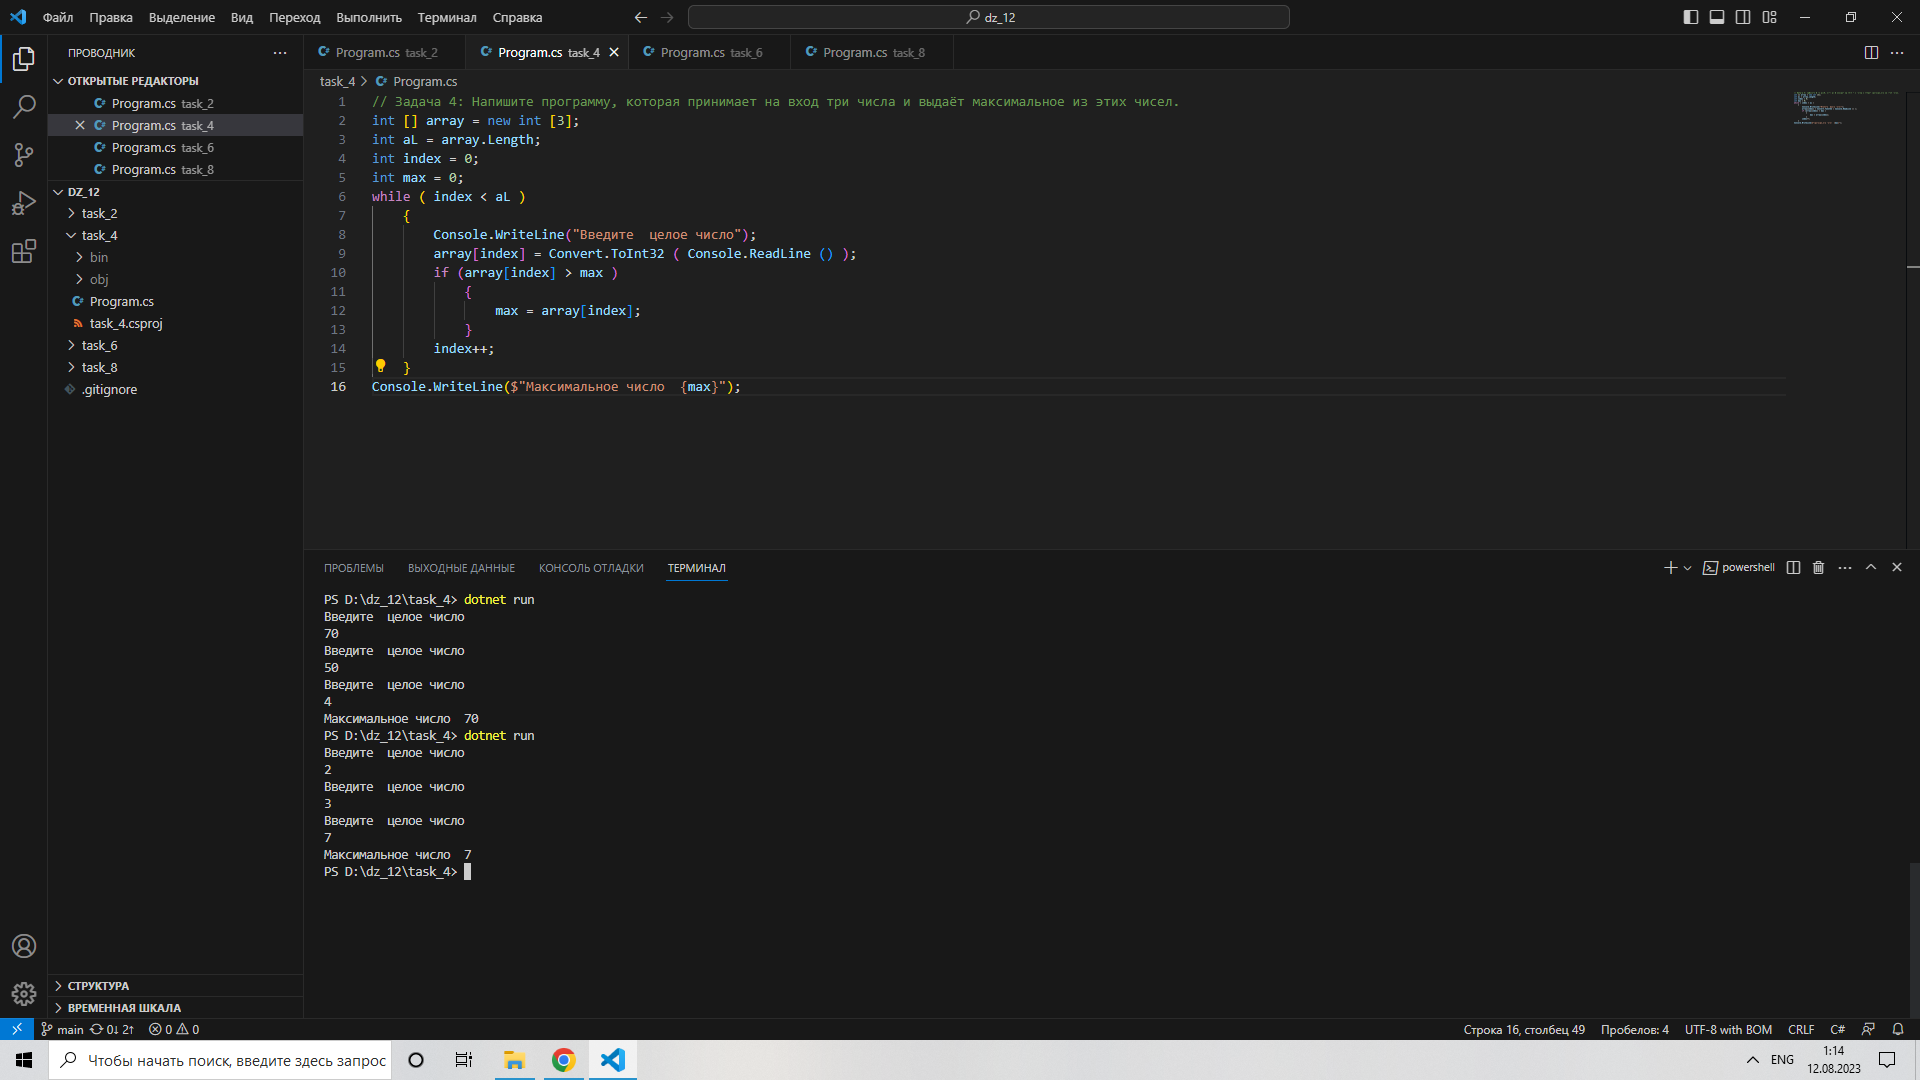 Файл Правка Выделение Вид Переход Выполнить Терминал Справка dz_12
ПРОВОДНИК
ОТКРЫТЫЕ РЕДАКТОРЫ
Program.cs task_2
Program.cs task_4
Program.cs task_6
Program.cs task_8
DZ_12
task_2
task_4
bin
obj
Program.cs
task_4.csproj
task_6
task_8
.gitignore
СТРУКТУРА
ВРЕМЕННАЯ ШКАЛА
Program.cs task_2 Program.cs task_4 Program.cs task_6 Program.cs task_8
task_4 > Program.cs
1 // Задача 4: Напишите программу, которая принимает на вход три числа и выдаёт максимальное из этих чисел.
2 int [] array = new int [3];
3 int aL = array.Length;
4 int index = 0;
5 int max = 0;
6 while ( index < aL )
7 {
8 Console.WriteLine("Введите  целое число");
9 array[index] = Convert.ToInt32 ( Console.ReadLine () );
10 if (array[index] > max )
11 {
12 max = array[index];
13 }
14 index++;
15 }
16 Console.WriteLine($"Максимальное число  {max}");
ПРОБЛЕМЫ ВЫХОДНЫЕ ДАННЫЕ КОНСОЛЬ ОТЛАДКИ ТЕРМИНАЛ powershell
PS D:\dz_12\task_4> dotnet run
Введите  целое число
70
Введите  целое число
50
Введите  целое число
4
Максимальное число  70
PS D:\dz_12\task_4> dotnet run
Введите  целое число
2
Введите  целое число
3
Введите  целое число
7
Максимальное число  7
PS D:\dz_12\task_4>
main 0↓ 2↑ 0 0 Строка 16, столбец 49 Пробелов: 4 UTF-8 with BOM CRLF C#
Чтобы начать поиск, введите здесь запрос ENG 1:14
12.08.2023